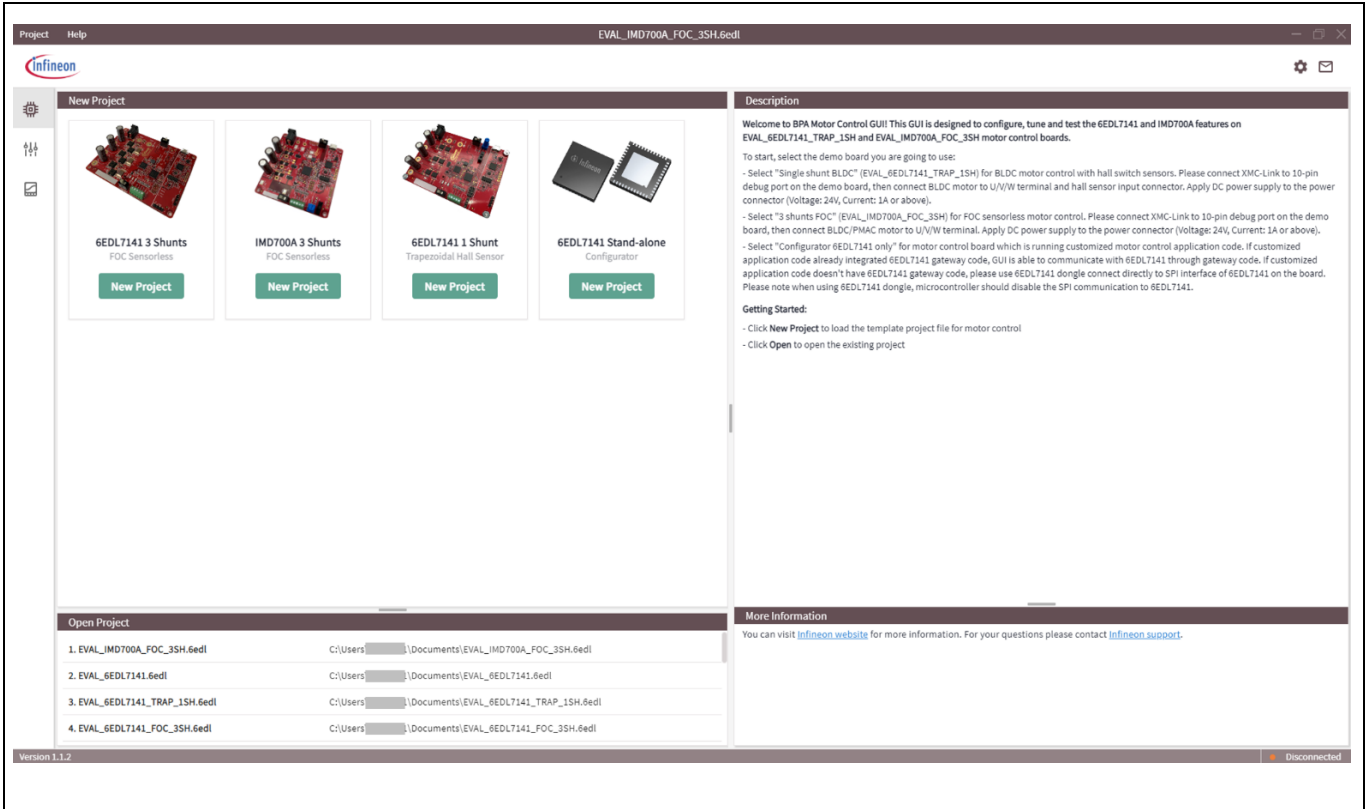 Project Help EVAL_IMD700A_FOC_3SH.6edl
infineon
New Project
6EDL7141 3 Shunts
FOC Sensorless
New Project
IMD700A 3 Shunts
FOC Sensorless
New Project
6EDL7141 1 Shunt
Trapezoidal Hall Sensor
New Project
Infineon
6EDL7141 Stand-alone
Configurator
New Project
Description
Welcome to BPA Motor Control GUI! This GUI is designed to configure, tune and test the 6EDL7141 and IMD700A features on
EVAL_6EDL7141_TRAP_1SH and EVAL_IMD700A_FOC_3SH motor control boards.
To start, select the demo board you are going to use:
- Select "Single shunt BLDC" (EVAL_6EDL7141_TRAP_1SH) for BLDC motor control with hall switch sensors. Please connect XMC-Link to 10-pin
debug port on the demo board, then connect BLDC motor to U/V/W terminal and hall sensor input connector. Apply DC power supply to the power
connector (Voltage: 24V, Current: 1A or above).
- Select "3 shunts FOC" (EVAL_IMD700A_FOC_3SH) for FOC sensorless motor control. Please connect XMC-Link to 10-pin debug port on the demo
board, then connect BLDC/PMAC motor to U/V/W terminal. Apply DC power supply to the power connector (Voltage: 24V, Current: 1A or above).
- Select "Configurator 6EDL7141 only" for motor control board which is running customized motor control application code. If customized
application code already integrated 6EDL7141 gateway code, GUI is able to communicate with 6EDL7141 through gateway code. If customized
application code doesn't have 6EDL7141 gateway code, please use 6EDL7141 dongle connect directly to SPI interface of 6EDL7141 on the board.
Please note when using 6EDL7141 dongle, microcontroller should disable the SPI communication to 6EDL7141.
Getting Started:
- Click New Project to load the template project file for motor control
- Click Open to open the existing project
Open Project
1. EVAL_IMD700A_FOC_3SH.6edl C:\Users\ \Documents\EVAL_IMD700A_FOC_3SH.6edl
2. EVAL_6EDL7141.6edl C:\Users\ \Documents\EVAL_6EDL7141.6edl
3. EVAL_6EDL7141_TRAP_1SH.6edl C:\Users\ \Documents\EVAL_6EDL7141_TRAP_1SH.6edl
4. EVAL_6EDL7141_FOC_3SH.6edl C:\Users\ \Documents\EVAL_6EDL7141_FOC_3SH.6edl
More Information
You can visit Infineon website for more information. For your questions please contact Infineon support.
Version 1.1.2 Disconnected